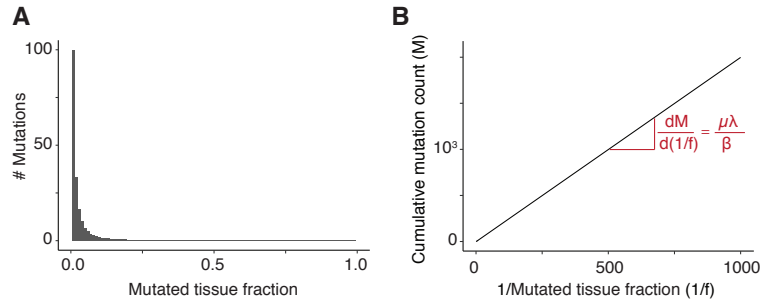 A
100
50
0
# Mutations
0.0
0.5
1.0
Mutated tissue fraction
B
Cumulative mutation count (M)
10³
0
dM
d(1/f)
=
μλ
β
0
500
1000
1/Mutated tissue fraction (1/f)